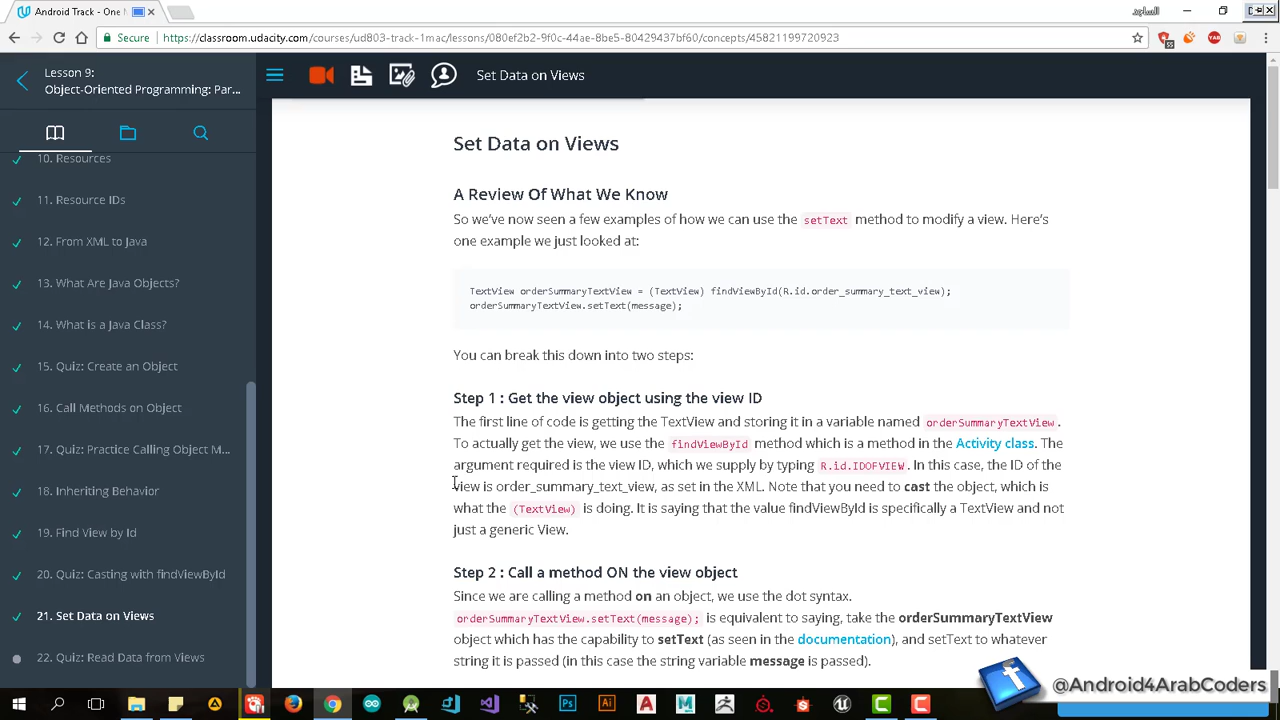 Android Track - One
السلمود
Secure https://classroom.udacity.com/courses/ud803-track-1mac/lessons/080ef2b2-9f0c-44ae-8be5-80429437bf60/concepts/45821199720923
Lesson 9:
Object-Oriented Programming: Par...
Set Data on Views
10. Resources
11. Resource IDs
12. From XML to Java
13. What Are Java Objects?
14. What is a Java Class?
15. Quiz: Create an Object
16. Call Methods on Object
17. Quiz: Practice Calling Object M...
18. Inheriting Behavior
19. Find View by Id
20. Quiz: Casting with findViewById
21. Set Data on Views
22. Quiz: Read Data from Views
Set Data on Views
A Review Of What We Know
So we've now seen a few examples of how we can use the setText method to modify a view. Here's
one example we just looked at:
TextView orderSummaryTextView = (TextView) findViewById(R.id.order_summary_text_view);
orderSummaryTextView.setText(message);
You can break this down into two steps:
Step 1 : Get the view object using the view ID
The first line of code is getting the TextView and storing it in a variable named orderSummaryTextView.
To actually get the view, we use the findViewById method which is a method in the Activity class. The
argument required is the view ID, which we supply by typing R.id.IDOFVIEW. In this case, the ID of the
view is order_summary_text_view, as set in the XML. Note that you need to cast the object, which is
what the (TextView) is doing. It is saying that the value findViewById is specifically a TextView and not
just a generic View.
Step 2 : Call a method ON the view object
Since we are calling a method on an object, we use the dot syntax.
orderSummaryTextView.setText(message); is equivalent to saying, take the orderSummaryTextView
object which has the capability to setText (as seen in the documentation), and setText to whatever
string it is passed (in this case the string variable message is passed).
@Android4ArabCoders